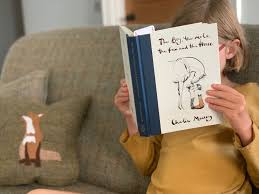 The Boy, the mole,
the fox and the Horse
Charlie Mackesy